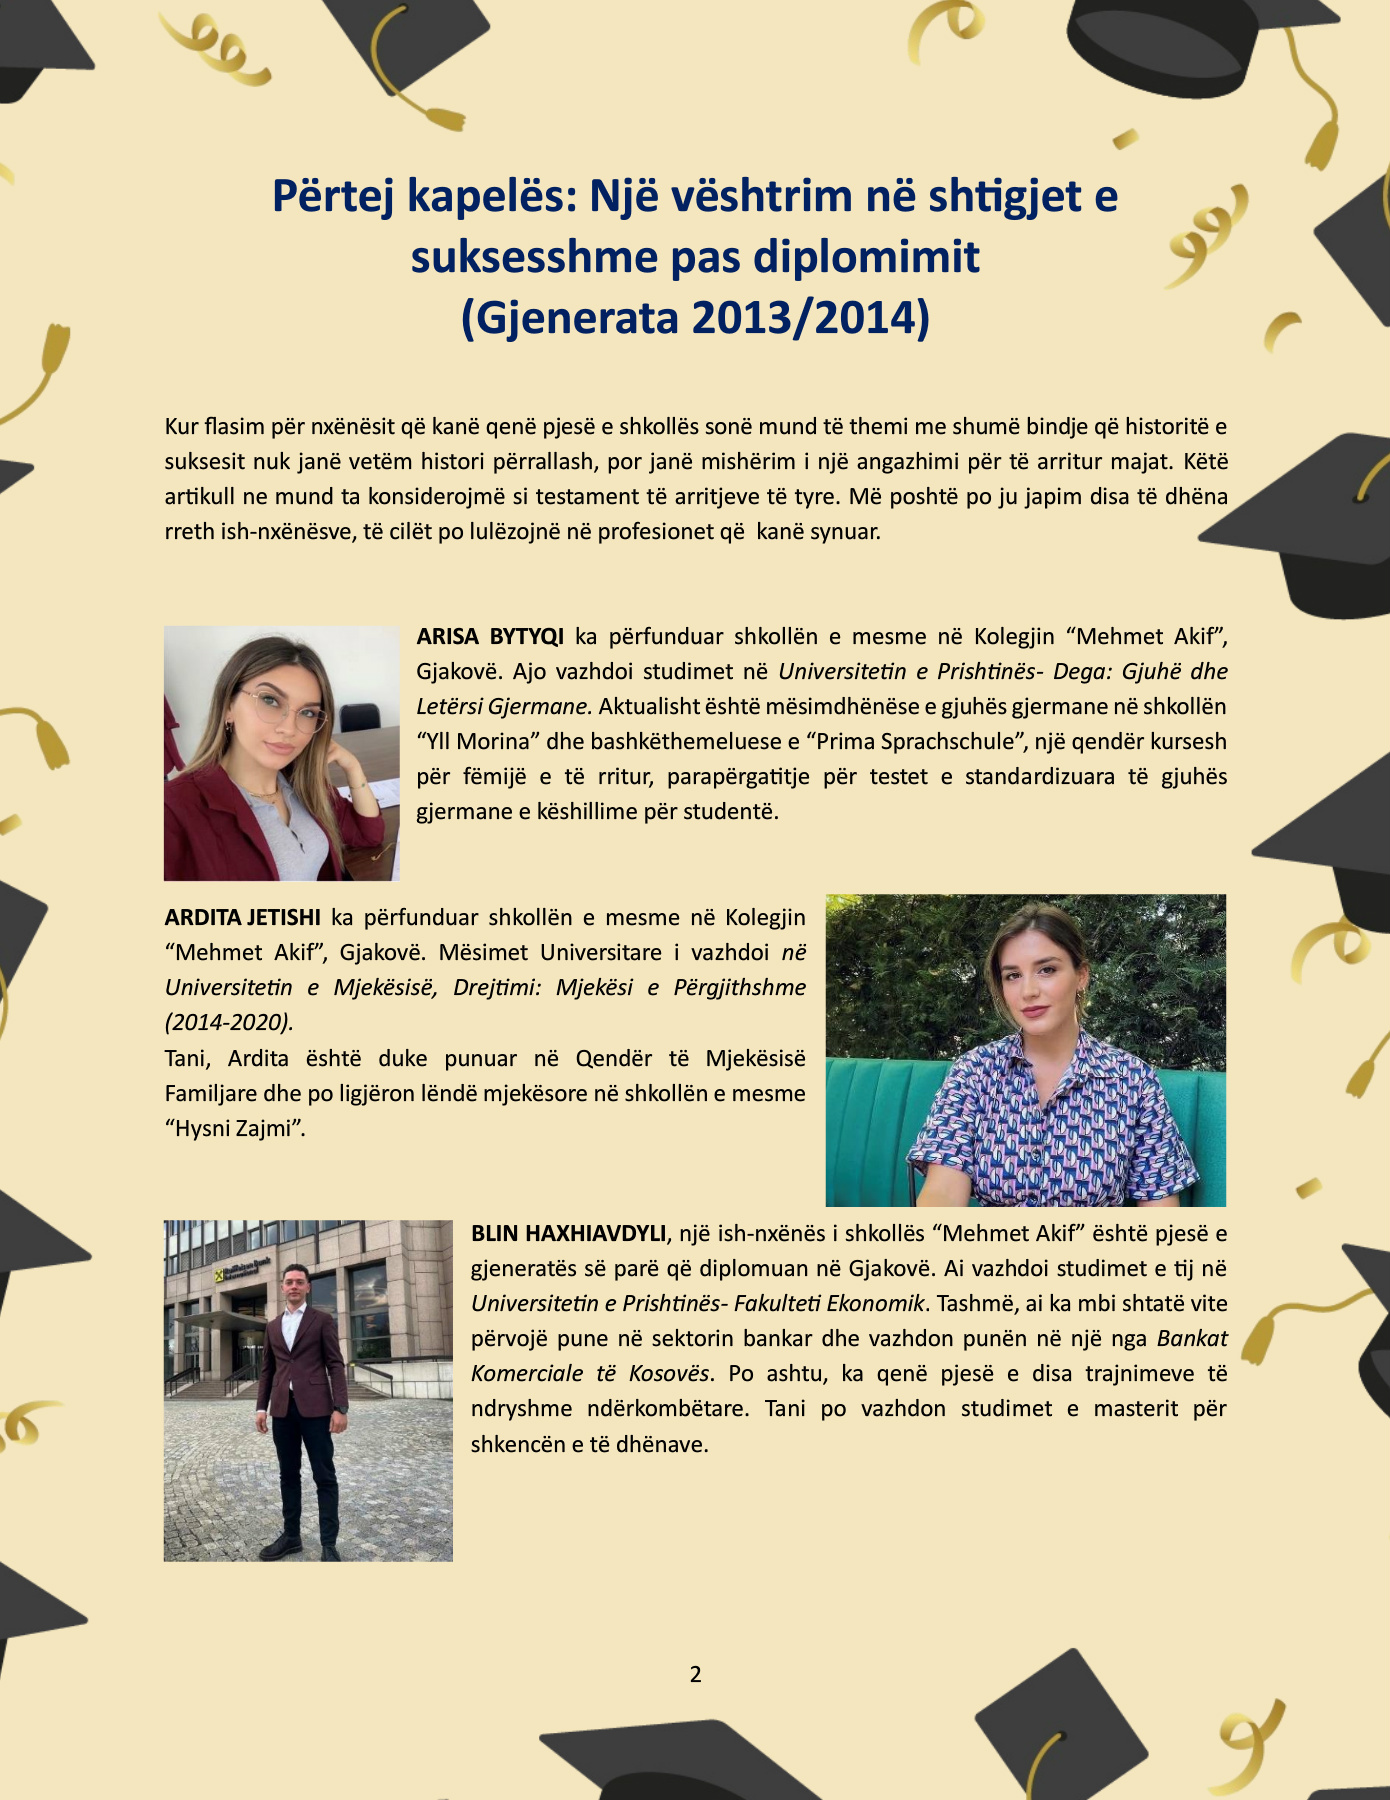 Përtej kapelës: Një vështrim në shtigjet e
suksesshme pas diplomimit
(Gjenerata 2013/2014)
Kur flasim për nxënësit që kanë qenë pjesë e shkollës sonë mund të themi me shumë bindje që historitë e
suksesit nuk janë vetëm histori përrallash, por janë mishërim i një angazhimi për të arritur majat. Këtë
artikull ne mund ta konsiderojmë si testament të arritjeve të tyre. Më poshtë po ju japim disa të dhëna
rreth ish-nxënësve, të cilët po lulëzojnë në profesionet që  kanë synuar.
ARISA BYTYQI ka përfunduar shkollën e mesme në Kolegjin “Mehmet Akif”,
Gjakovë. Ajo vazhdoi studimet në Universitetin e Prishtinës- Dega: Gjuhë dhe
Letërsi Gjermane. Aktualisht është mësimdhënëse e gjuhës gjermane në shkollën
“Yll Morina” dhe bashkëthemeluese e “Prima Sprachschule”, një qendër kursesh
për fëmijë e të rritur, parapërgatitje për testet e standardizuara të gjuhës
gjermane e këshillime për studentë.
ARDITA JETISHI ka përfunduar shkollën e mesme në Kolegjin
“Mehmet Akif”, Gjakovë. Mësimet Universitare i vazhdoi në
Universitetin e Mjekësisë, Drejtimi: Mjekësi e Përgjithshme
(2014-2020).
Tani, Ardita është duke punuar në Qendër të Mjekësisë
Familjare dhe po ligjëron lëndë mjekësore në shkollën e mesme
“Hysni Zajmi”.
Raiffeisen Bank
International
BLIN HAXHIAVDYLI, një ish-nxënës i shkollës “Mehmet Akif” është pjesë e
gjeneratës së parë që diplomuan në Gjakovë. Ai vazhdoi studimet e tij në
Universitetin e Prishtinës- Fakulteti Ekonomik. Tashmë, ai ka mbi shtatë vite
përvojë pune në sektorin bankar dhe vazhdon punën në një nga Bankat
Komerciale të Kosovës. Po ashtu, ka qenë pjesë e disa trajnimeve të
ndryshme ndërkombëtare. Tani po vazhdon studimet e masterit për
shkencën e të dhënave.
2